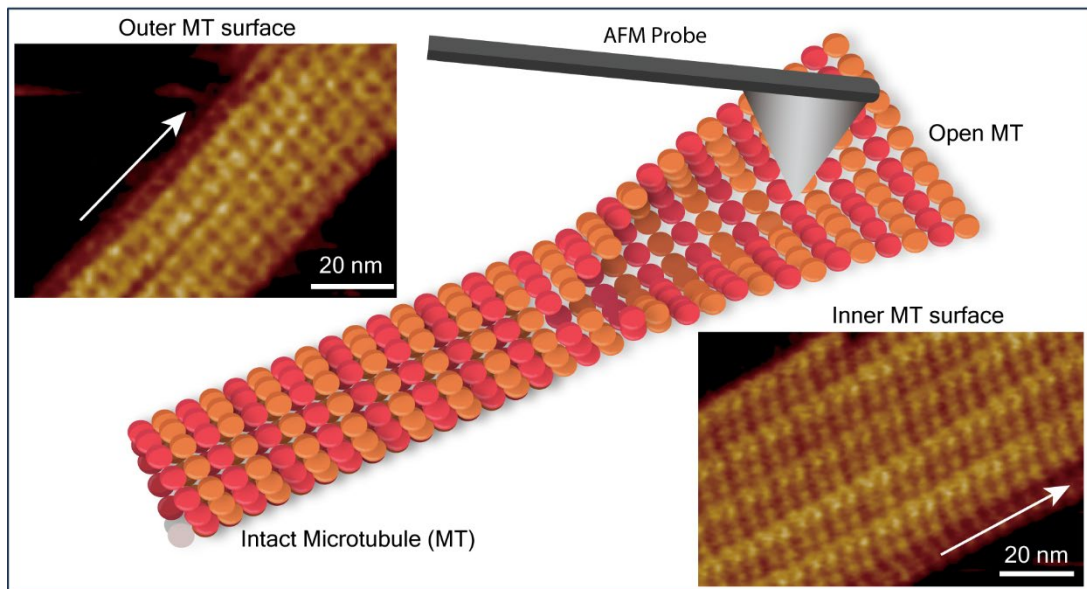 Outer MT surface
AFM Probe
Open MT
20 nm
Inner MT surface
Intact Microtubule (MT)
20 nm